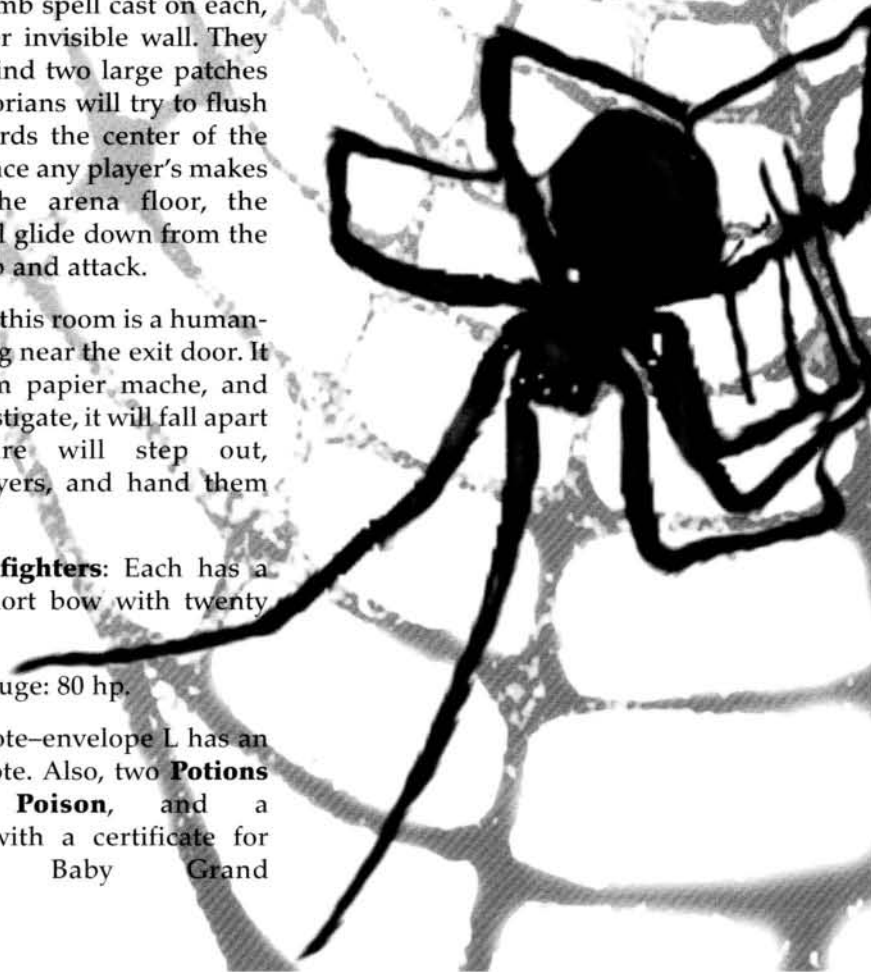 mb spell cast on each,
r invisible wall. They
ind two large patches
orians will try to flush
rds the center of the
nce any player's makes
he arena floor, the
l glide down from the
p and attack.
this room is a human-
g near the exit door. It
m papier mache, and
stigate, it will fall apart
re will step out,
yers, and hand them
fighters: Each has a
ort bow with twenty
uge: 80 hp.
ote–envelope L has an
ote. Also, two Potions
Poison, and a
with a certificate for
Baby Grand